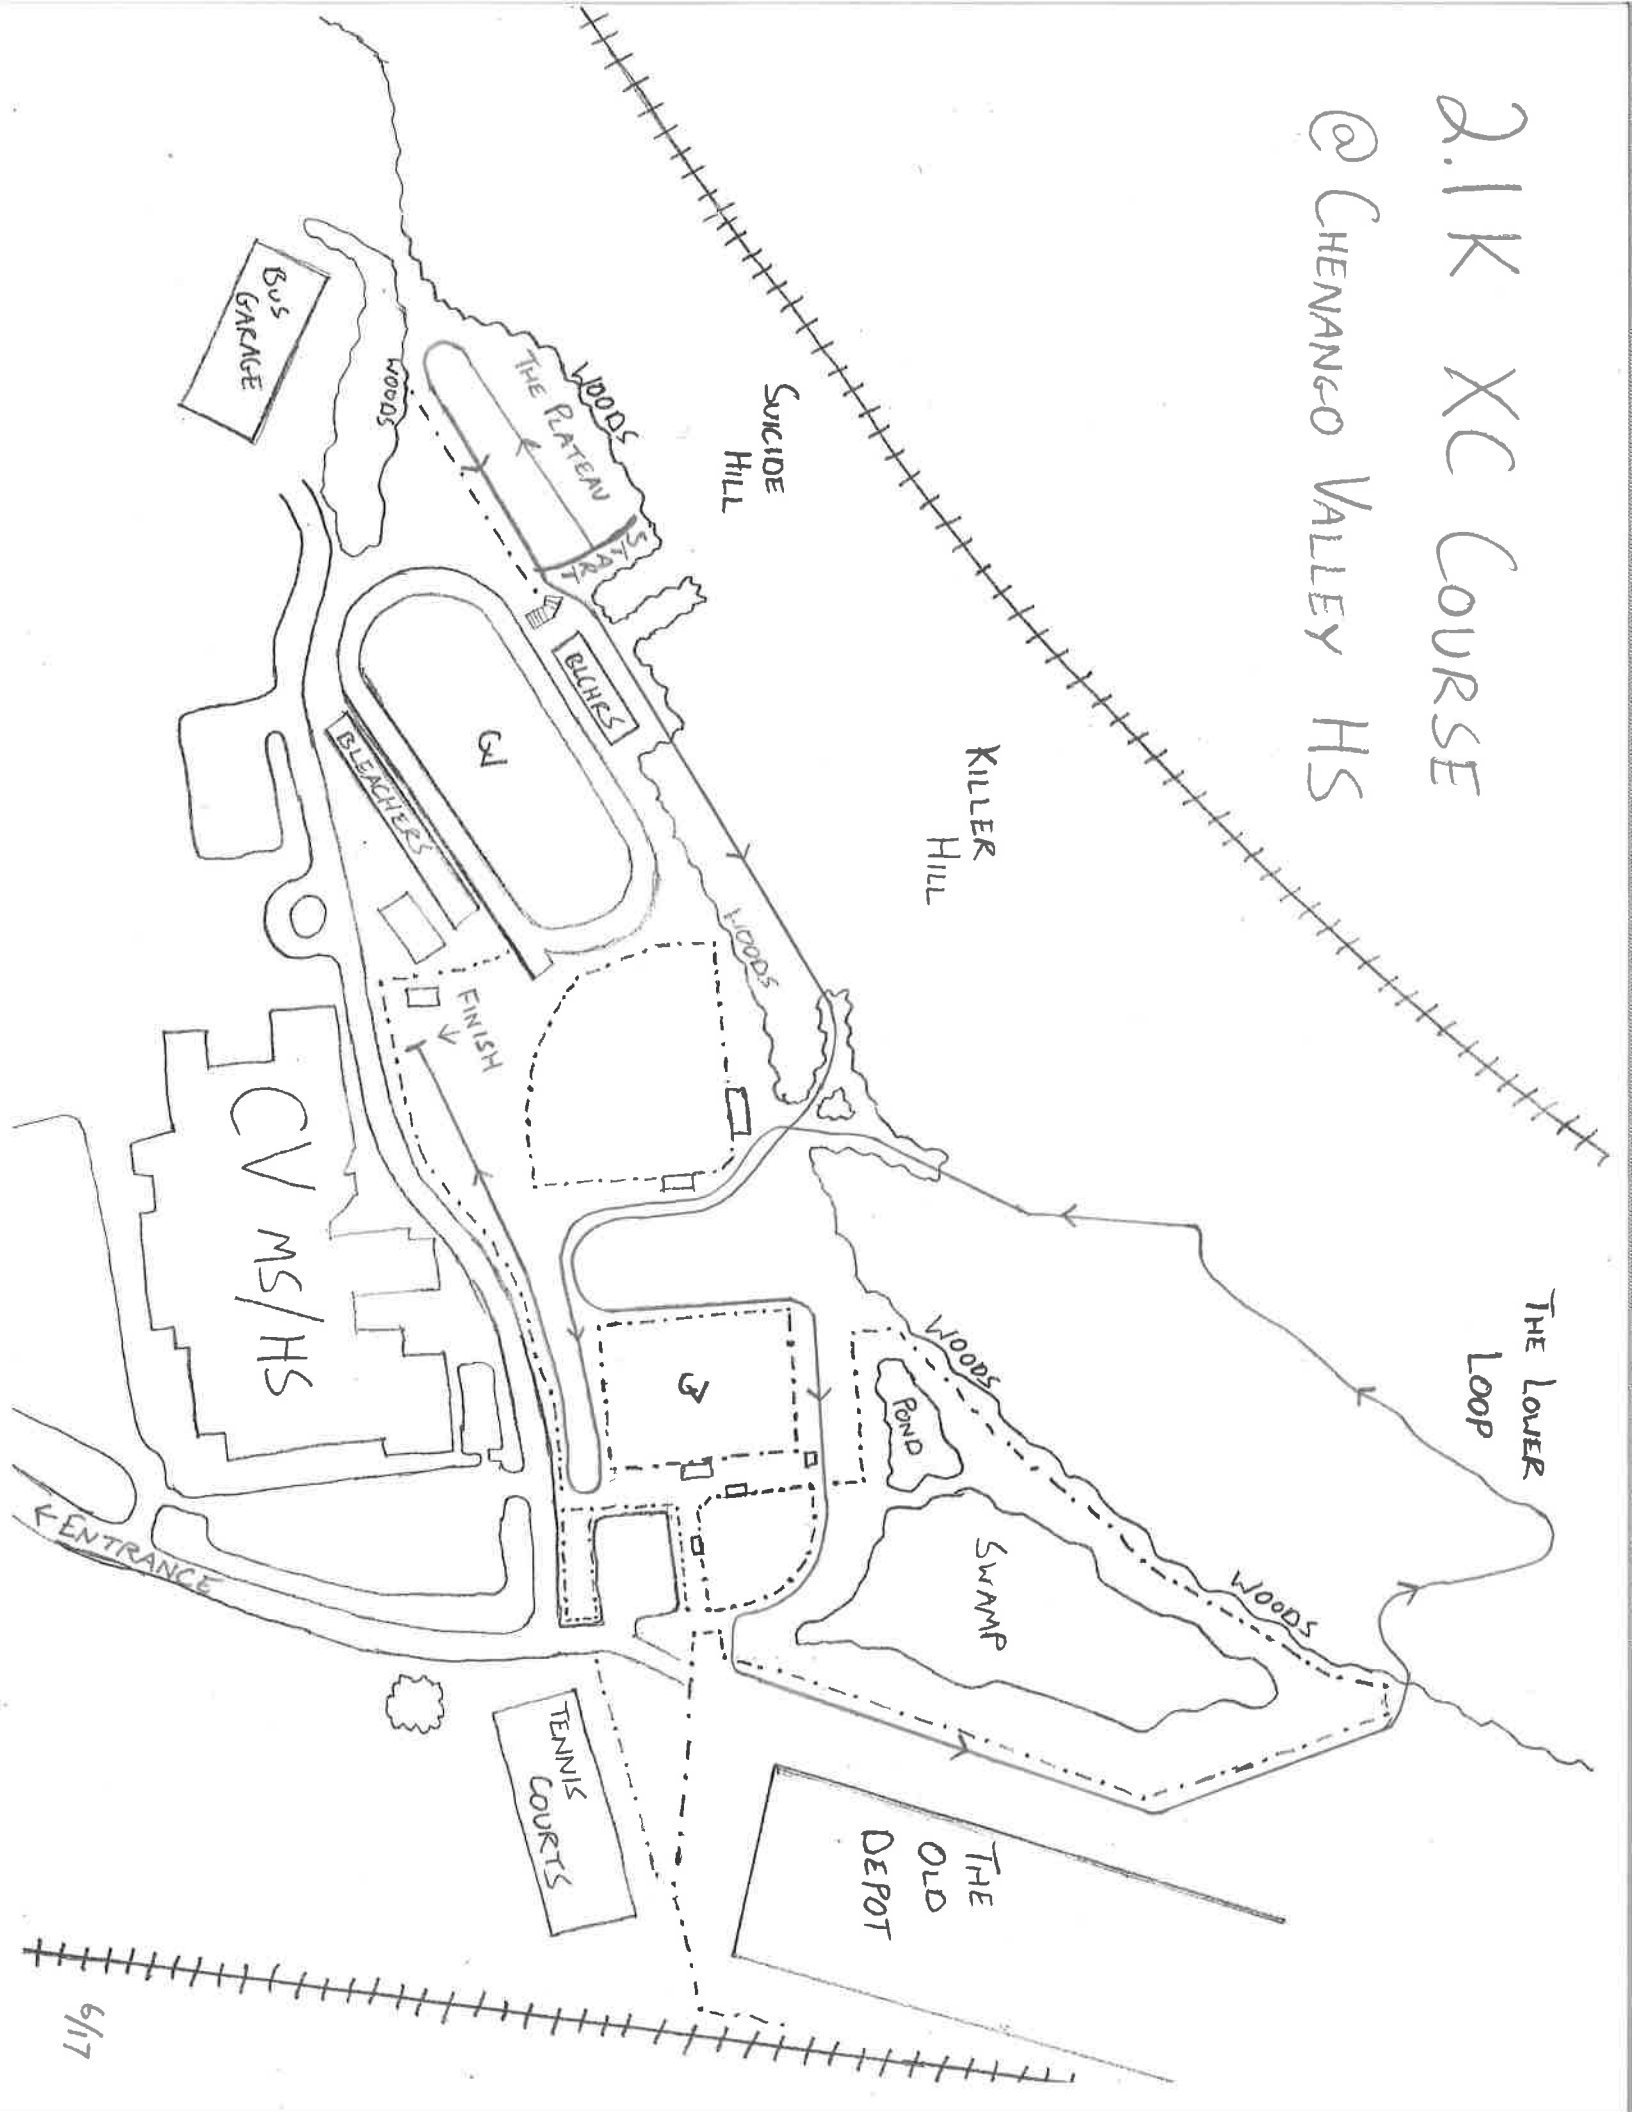 2.1K XC COURSE
@ CHENANGO VALLEY HS
SUICIDE
HILL
KILLER
HILL
THE LOWER
LOOP
WOODS
THE PLATEAU
START
WOODS
BUS
GARAGE
BLCHRS
CV
BLEACHERS
WOODS
FINISH
CV MS/HS
WOODS
POND
CV
SWAMP
WOODS
ENTRANCE
TENNIS
COURTS
THE
OLD
DEPOT
6/17